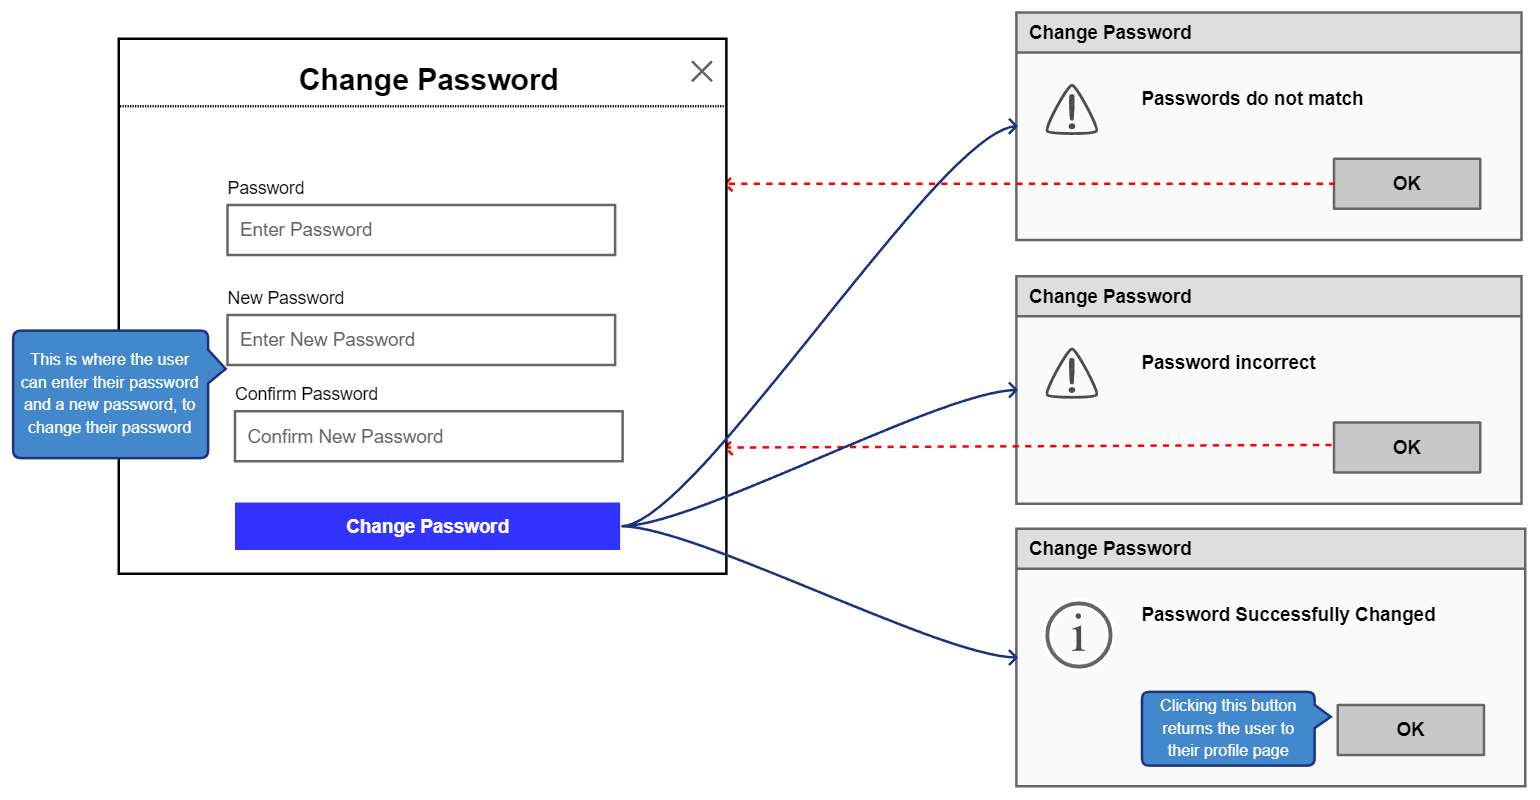 Change Password
Password
Enter Password
New Password
Enter New Password
This is where the user
can enter their password
and a new password, to
change their password
Confirm Password
Confirm New Password
Change Password
Change Password
Passwords do not match
OK
Change Password
Password incorrect
OK
Change Password
i
Password Successfully Changed
Clicking this button
returns the user to
their profile page
OK